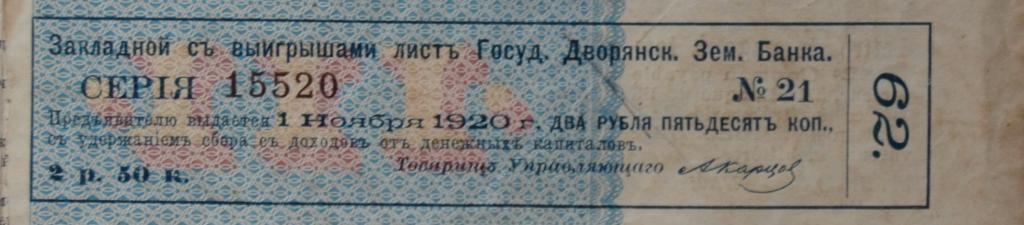 Закладной съ выигрышами листъ Госуд. Дворянск. Зем. Банка.
СЕРІЯ 15520 № 21
Предъявителю выдается 1 Ноября 1920 г. ДВА РУБЛЯ ПЯТЬДЕСЯТЪ КОП.,
съ удержаніемъ сбора съ доходовъ отъ денежныхъ капиталовъ.
2 р. 50 к. Товарищъ Управляющаго Акарцов
62.